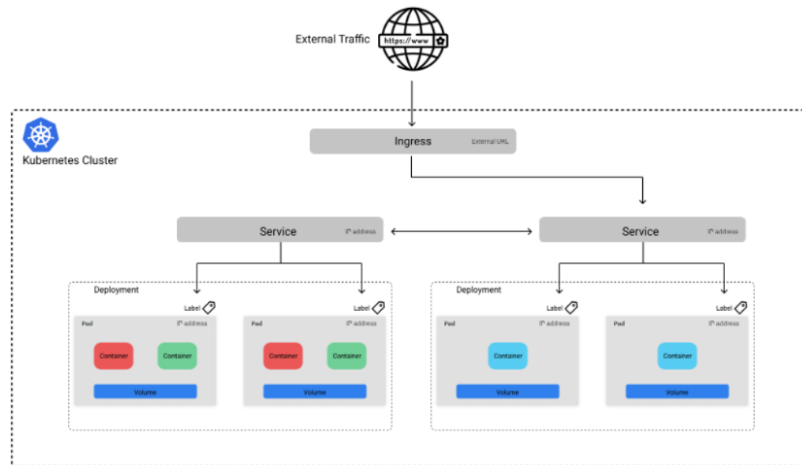 External Traffic
https://www
Kubernetes Cluster
Ingress
External URL
Service
IP address
Service
IP address
Deployment
Label
Label
Pod
IP address
Pod
IP address
Container
Container
Container
Container
Volume
Volume
Deployment
Label
Label
Pod
IP address
Pod
IP address
Container
Container
Volume
Volume